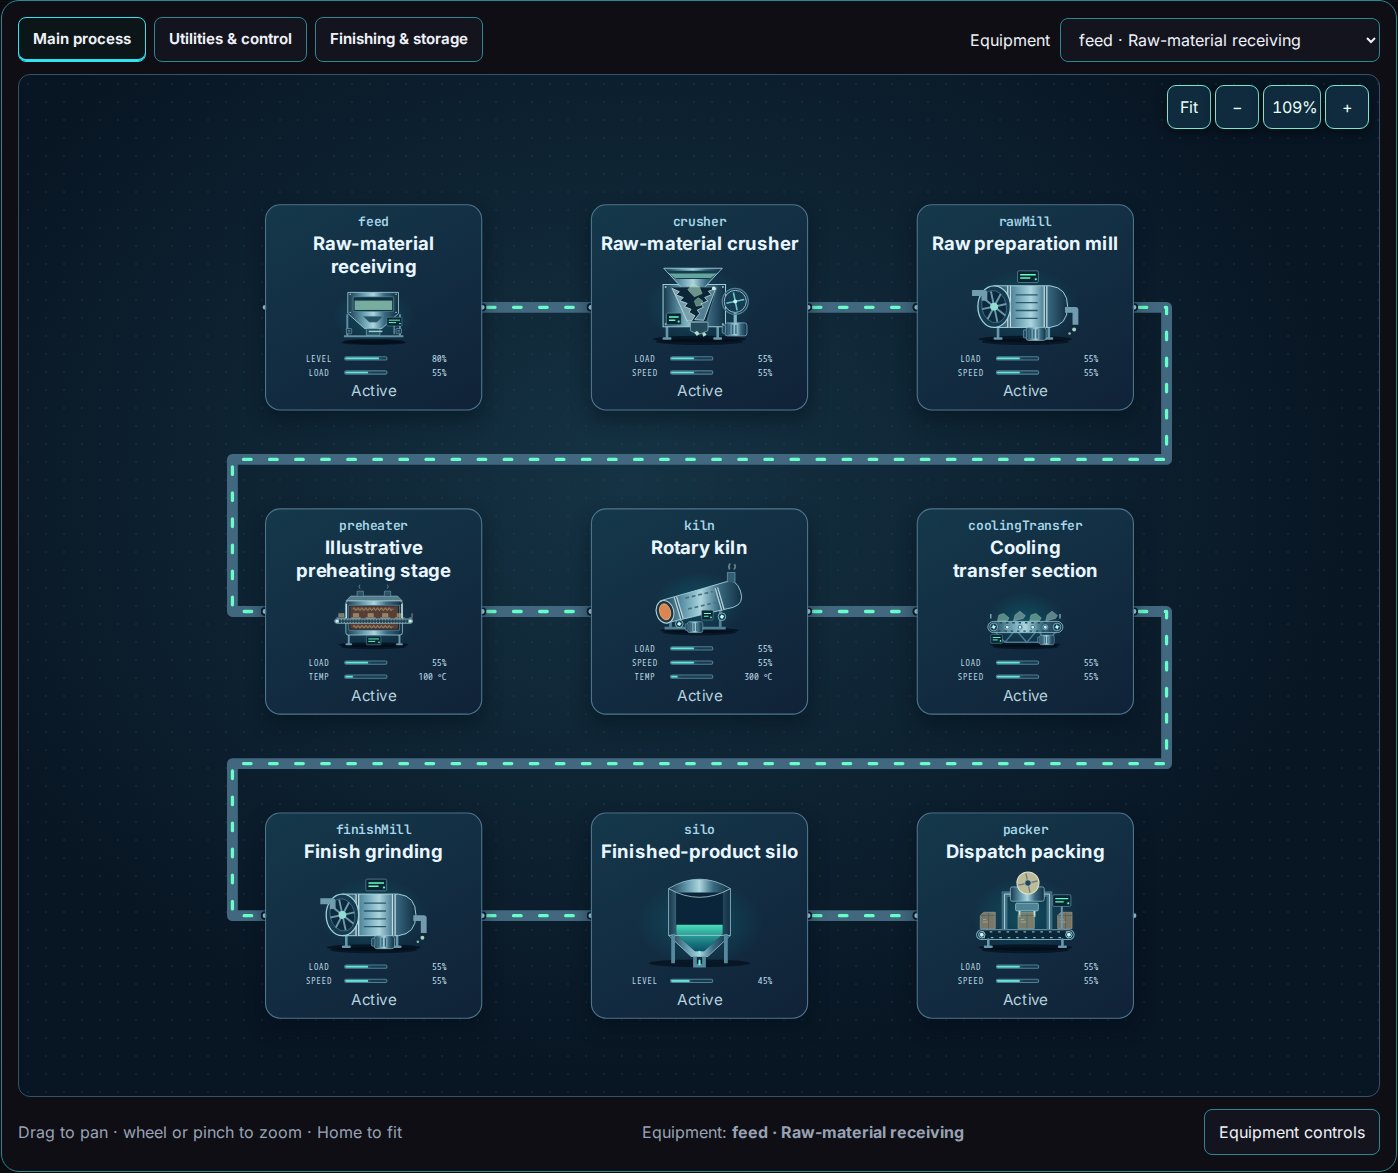 Main process
Utilities & control
Finishing & storage
Equipment
feed · Raw-material receiving
Fit
−
109%
+
feed
Raw-material
receiving
LEVEL 80%
LOAD 55%
Active
crusher
Raw-material crusher
LOAD 55%
SPEED 55%
Active
rawMill
Raw preparation mill
LOAD 55%
SPEED 55%
Active
preheater
Illustrative
preheating stage
LOAD 55%
TEMP 100 °C
Active
kiln
Rotary kiln
LOAD 55%
SPEED 55%
TEMP 300 °C
Active
coolingTransfer
Cooling
transfer section
LOAD 55%
SPEED 55%
Active
finishMill
Finish grinding
LOAD 55%
SPEED 55%
Active
silo
Finished-product silo
LEVEL 45%
Active
packer
Dispatch packing
LOAD 55%
SPEED 55%
Active
Drag to pan · wheel or pinch to zoom · Home to fit
Equipment: feed · Raw-material receiving
Equipment controls